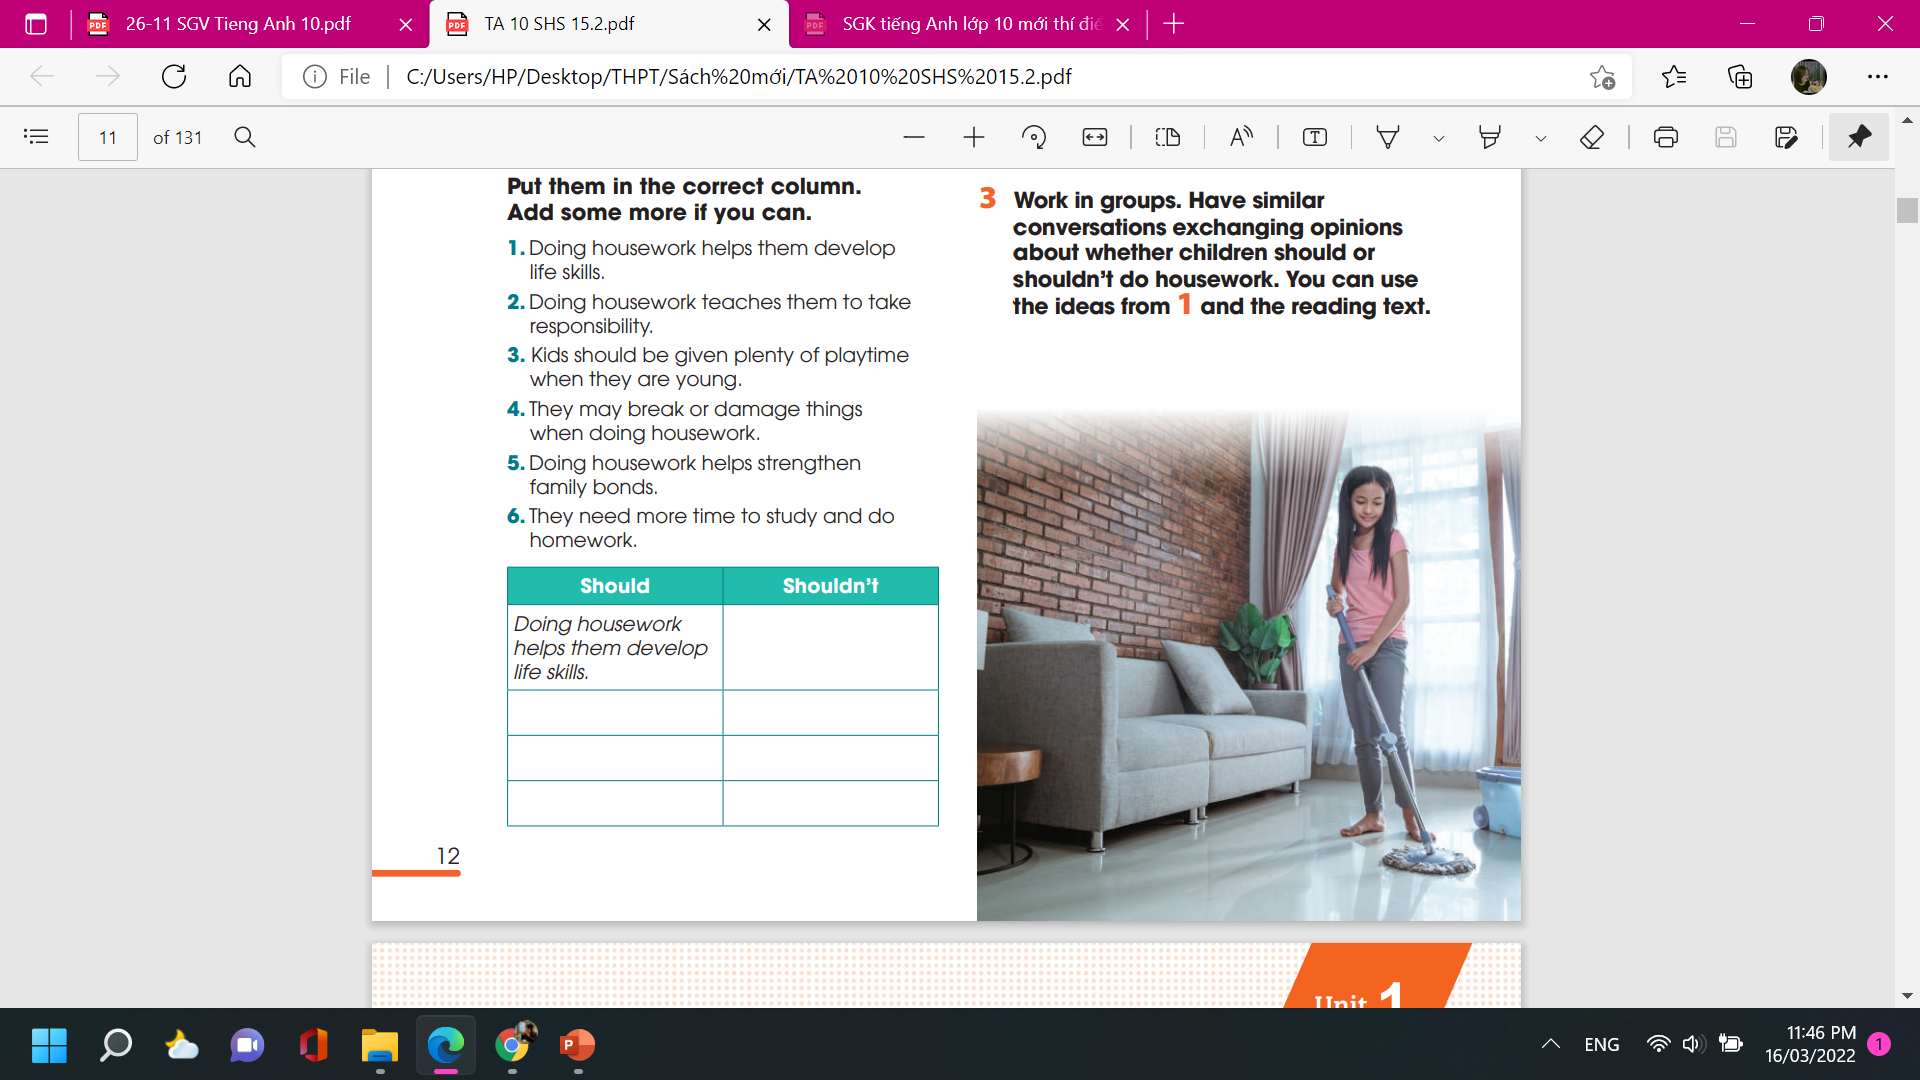 26-11 SGV Tieng Anh 10.pdf
TA 10 SHS 15.2.pdf
SGK tiếng Anh lớp 10 mới thí điể
File
C:/Users/HP/Desktop/THPT/Sách%20mới/TA%2010%20SHS%2015.2.pdf
11
of 131
Put them in the correct column.
Add some more if you can.
1. Doing housework helps them develop
life skills.
2. Doing housework teaches them to take
responsibility.
3. Kids should be given plenty of playtime
when they are young.
4. They may break or damage things
when doing housework.
5. Doing housework helps strengthen
family bonds.
6. They need more time to study and do
homework.
Should
Shouldn't
Doing housework
helps them develop
life skills.
12
3 Work in groups. Have similar
conversations exchanging opinions
about whether children should or
shouldn't do housework. You can use
the ideas from 1 and the reading text.
Unit 1
ENG
11:46 PM
16/03/2022
1